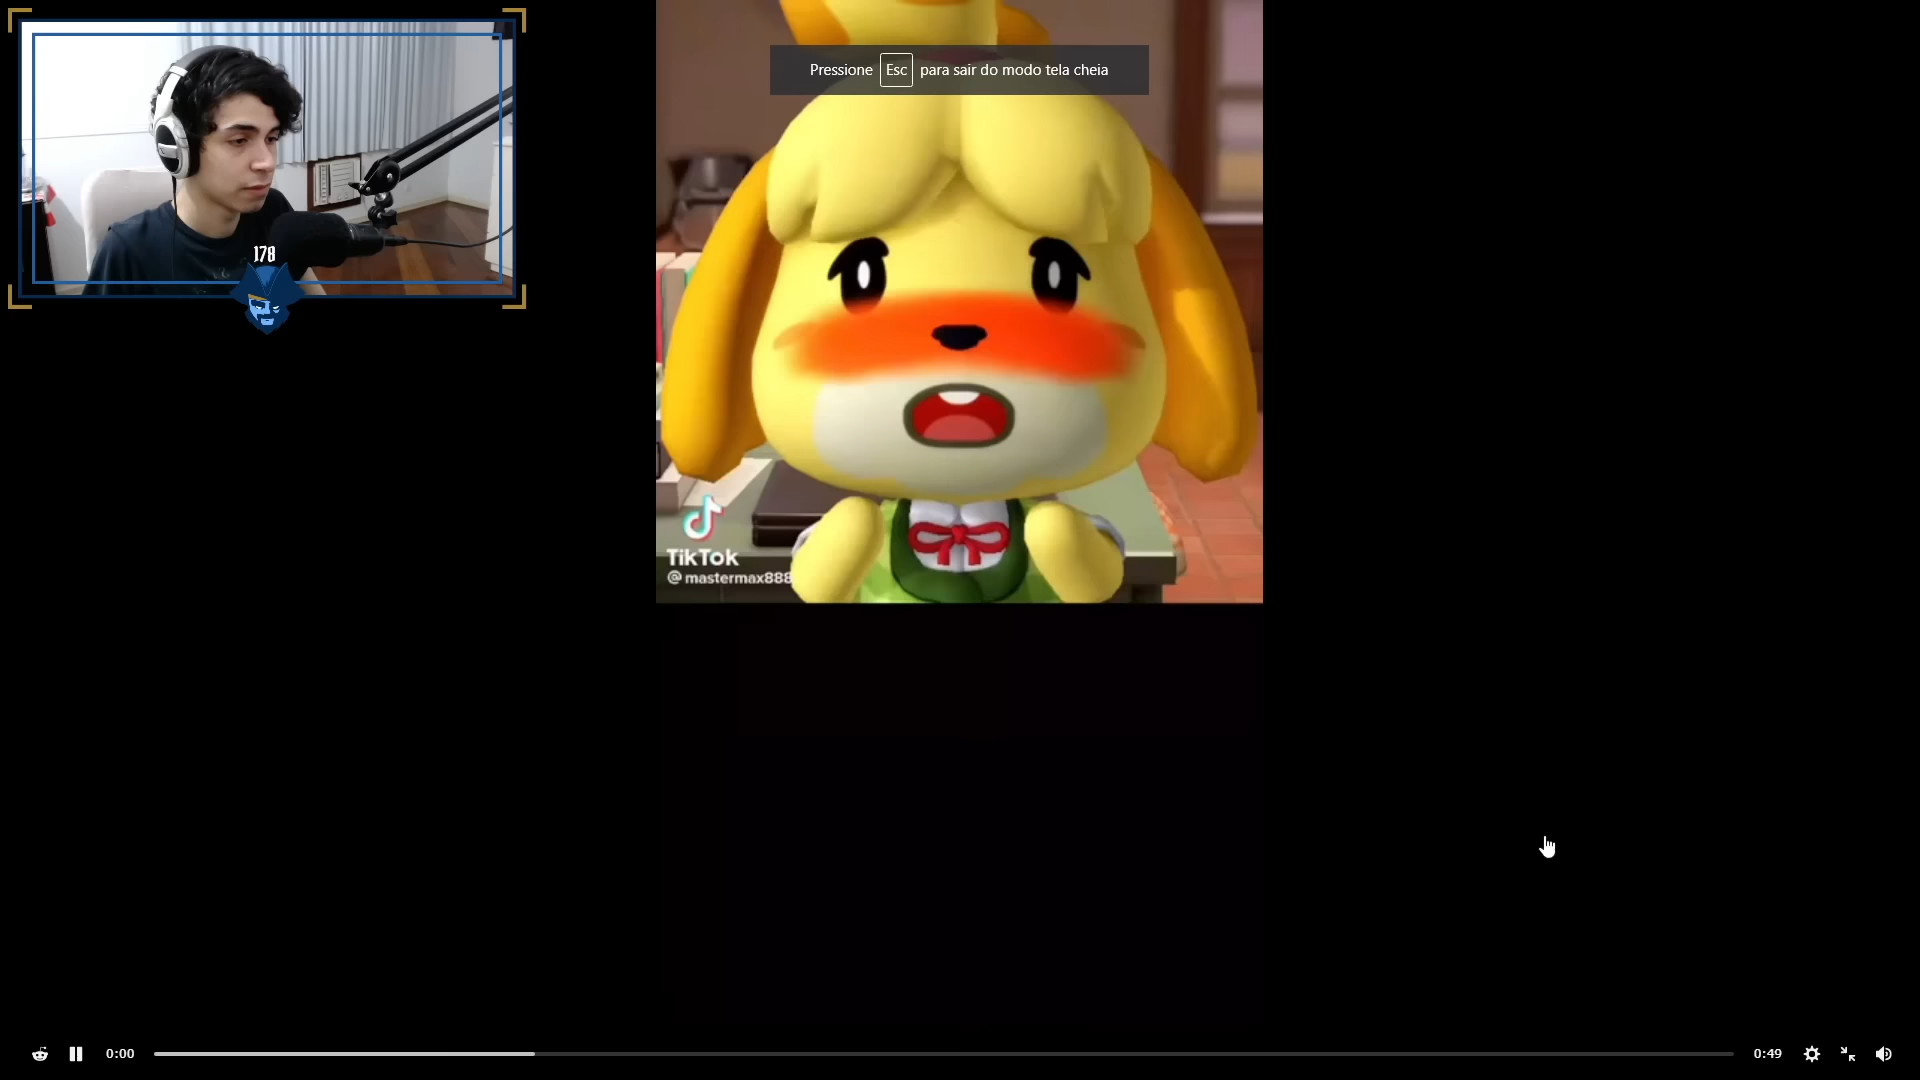 Pressione Esc para sair do modo tela cheia
178
TikTok
@mastermax888
0:00
0:49